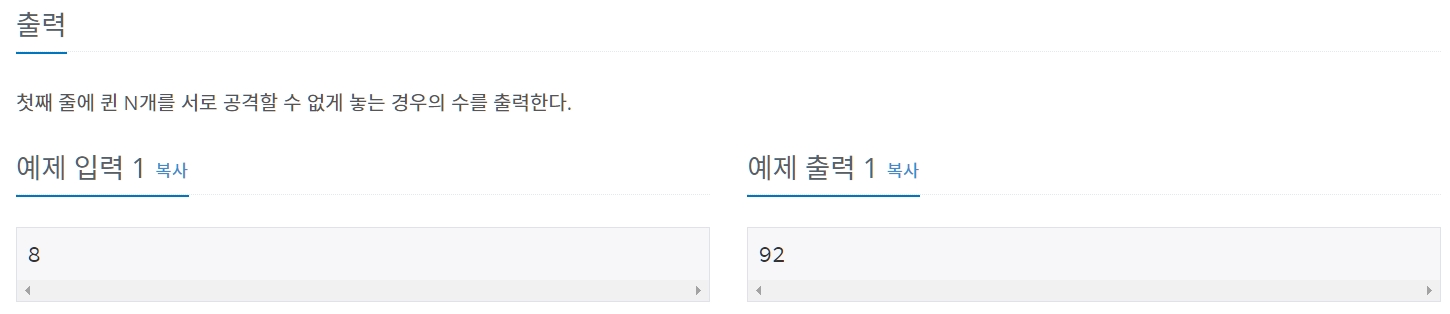 출력
첫째 줄에 퀸 N개를 서로 공격할 수 없게 놓는 경우의 수를 출력한다.
예제 입력 1 복사
8
예제 출력 1 복사
92